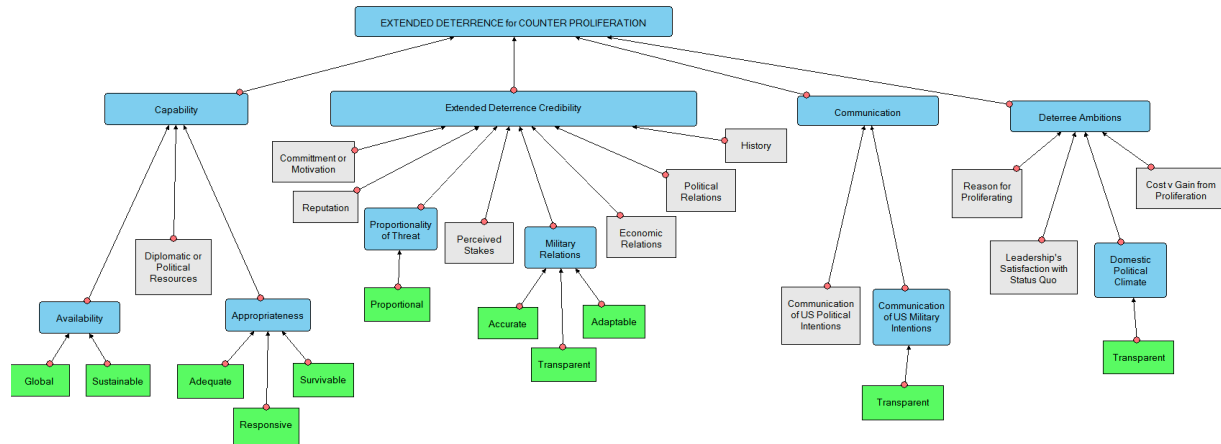 EXTENDED DETERRENCE for COUNTER PROLIFERATION
Capability
Extended Deterrence Credibility
Communication
Deterree Ambitions
Committment or
Motivation
History
Reputation
Political
Relations
Reason for
Proliferating
Cost v Gain from
Proliferation
Diplomatic or
Political
Resources
Proportionality
of Threat
Perceived
Stakes
Military
Relations
Economic
Relations
Leadership's
Satisfaction with
Status Quo
Domestic
Political
Climate
Availability
Appropriateness
Proportional
Communication
of US Political
Intentions
Communication
of US Military
Intentions
Accurate
Adaptable
Transparent
Transparent
Global
Sustainable
Adequate
Survivable
Responsive
Transparent